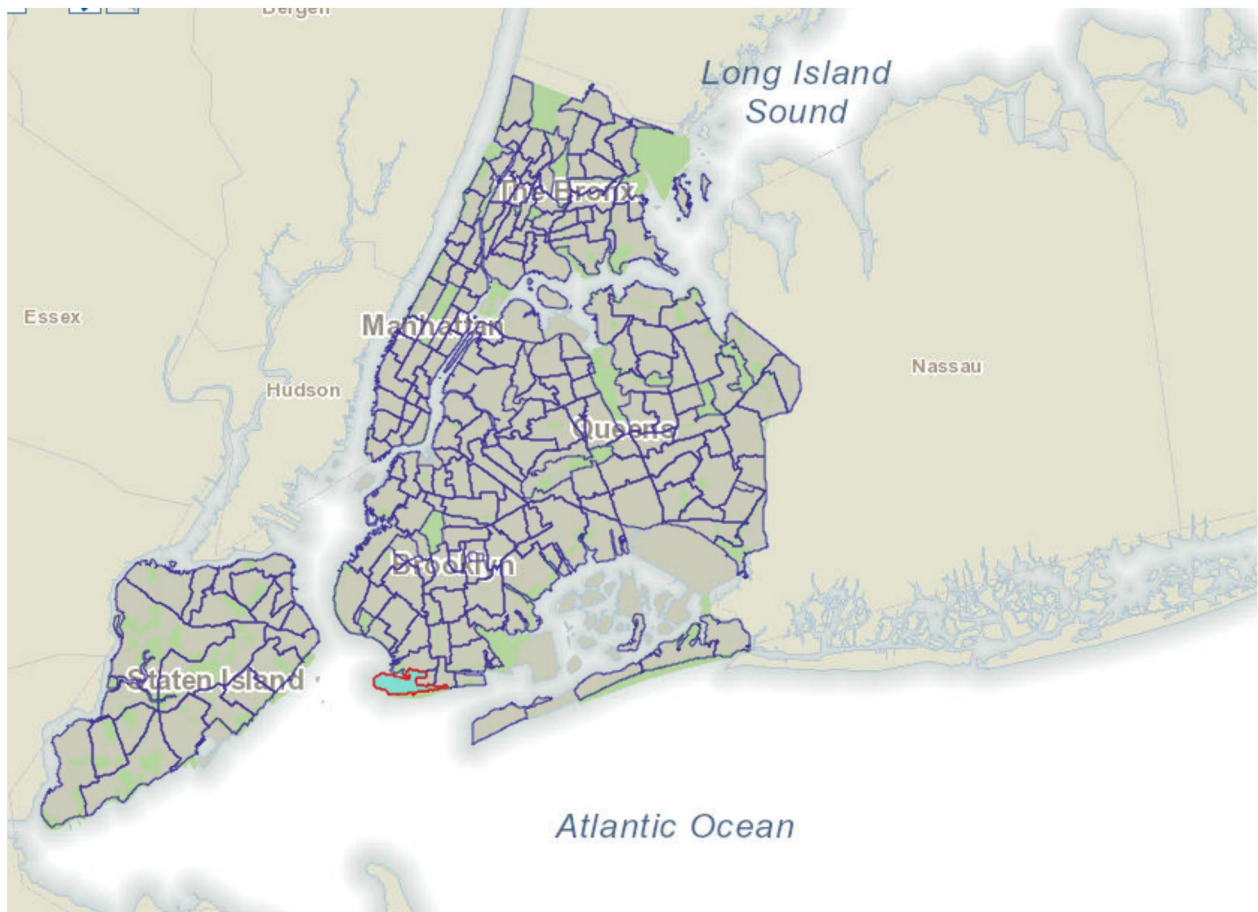 Bergen
Long Island
Sound
The Bronx
Essex
Manhattan
Hudson
Nassau
Queens
Brooklyn
Staten Island
Atlantic Ocean